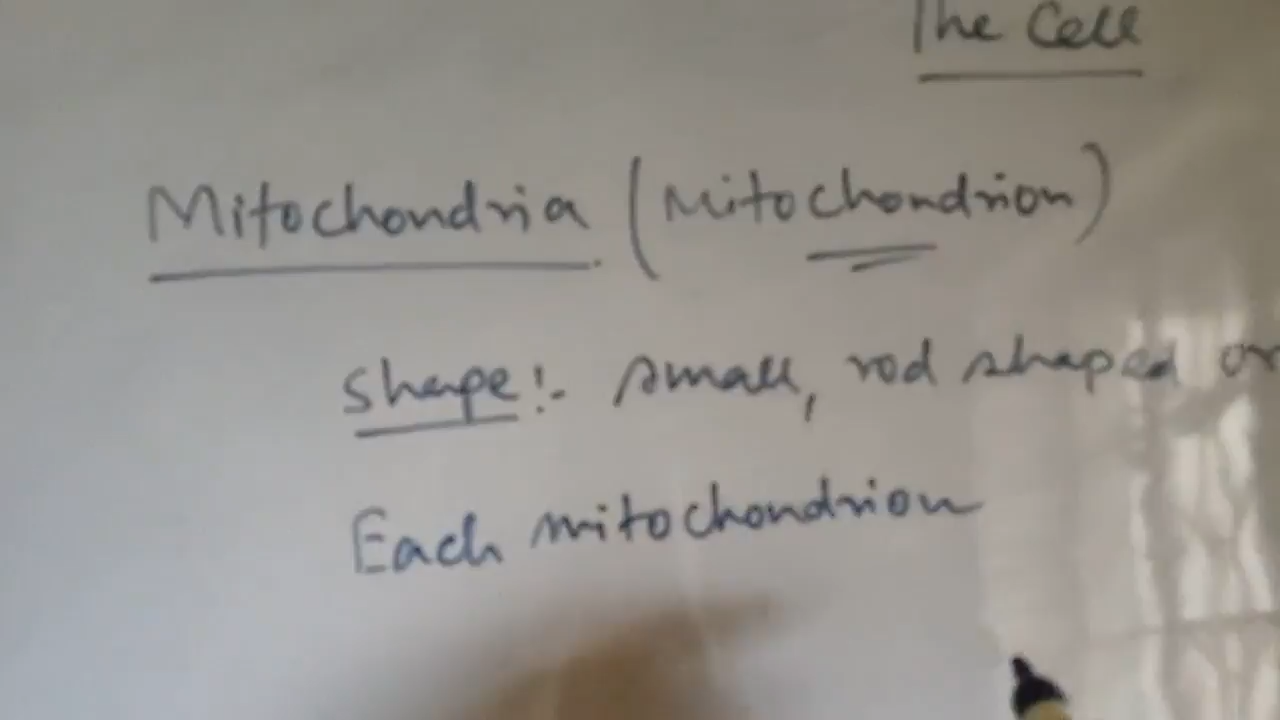 The Cell
Mitochondria (Mitochondrion)
Shape:- small, rod shaped or
Each mitochondrion